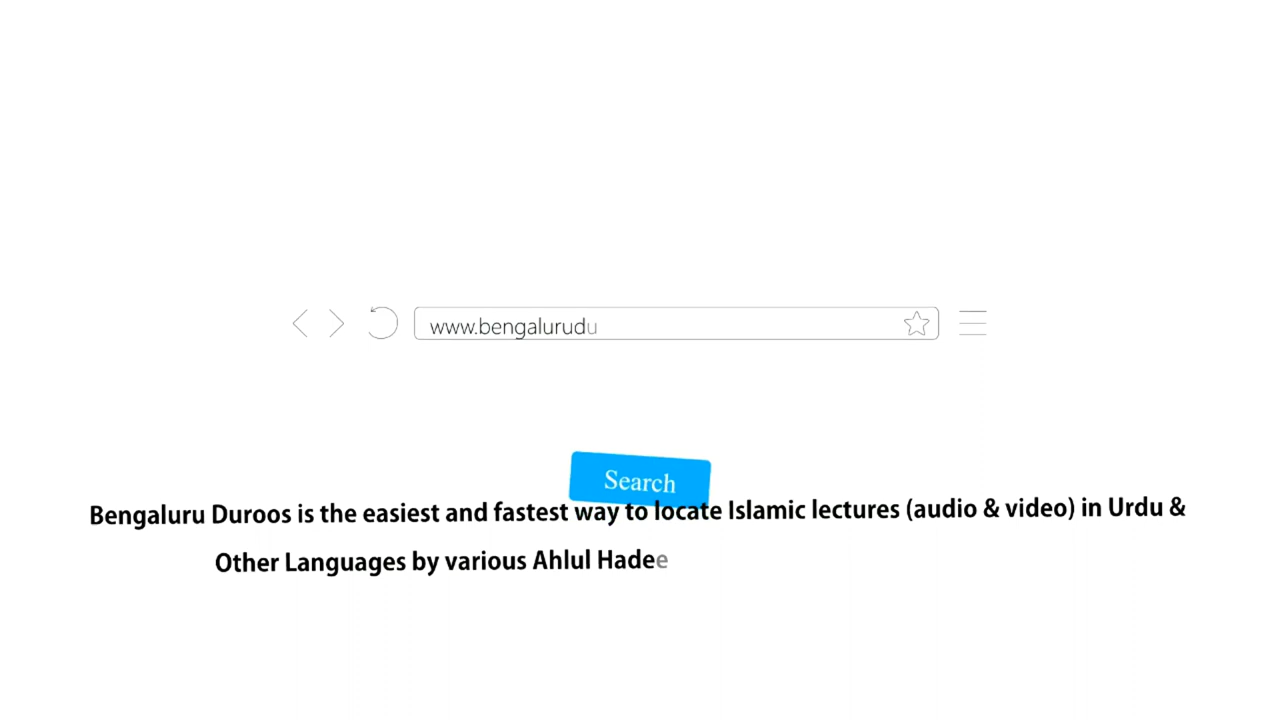 www.bengalurudu
Search
Bengaluru Duroos is the easiest and fastest way to locate Islamic lectures (audio & video) in Urdu &
Other Languages by various Ahlul Hadee